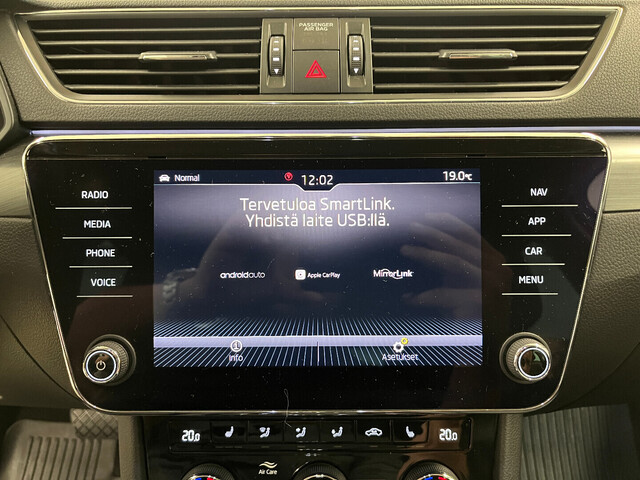 PASSENGER
AIR BAG
Normal
12:02
19.0°C
Tervetuloa SmartLink.
Yhdistä laite USB:llä.
androidauto
Apple CarPlay
MirrorLink
Info
Asetukset
RADIO
MEDIA
PHONE
VOICE
NAV
APP
CAR
MENU
20.0
20.0
Air Care